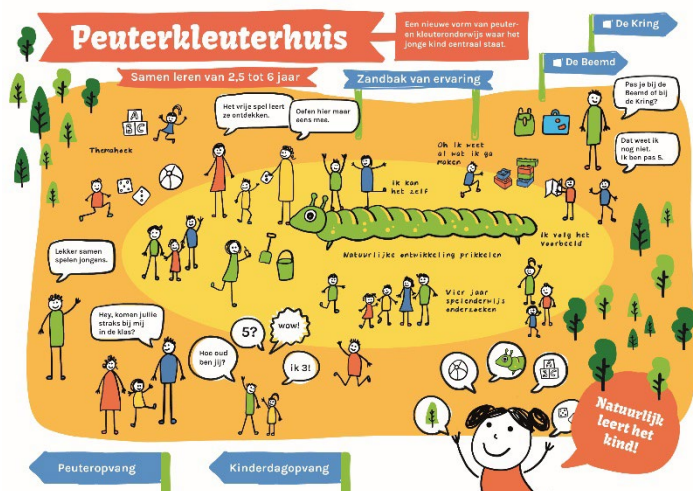 Peuterkleuterhuis
Een nieuwe vorm van peuter-
en kleuteronderwijs waar het
jonge kind centraal staat.
De Kring
De Beemd
Samen leren van 2,5 tot 6 jaar
Zandbak van ervaring
Het vrije spel leert
ze ontdekken.
Oefen hier maar
eens mee.
Pas je bij de
Beemd of bij
de Kring?
A
B C
Themahoek
Oh ik weet
al wat ik ga
maken
Dat weet ik
nog niet.
Ik ben pas 5.
ik kan
het zelf
ik volg het
voorbeeld
Natuurlijke ontwikkeling prikkelen
Lekker samen
spelen jongens.
Vier jaar
spelenderwijs
onderzoeken
Hey, komen jullie
straks bij mij
in de klas?
5?
wow!
Hoe oud
ben jij?
ik 3!
A
B C
Natuurlijk
leert het
kind!
Peuteropvang
Kinderdagopvang